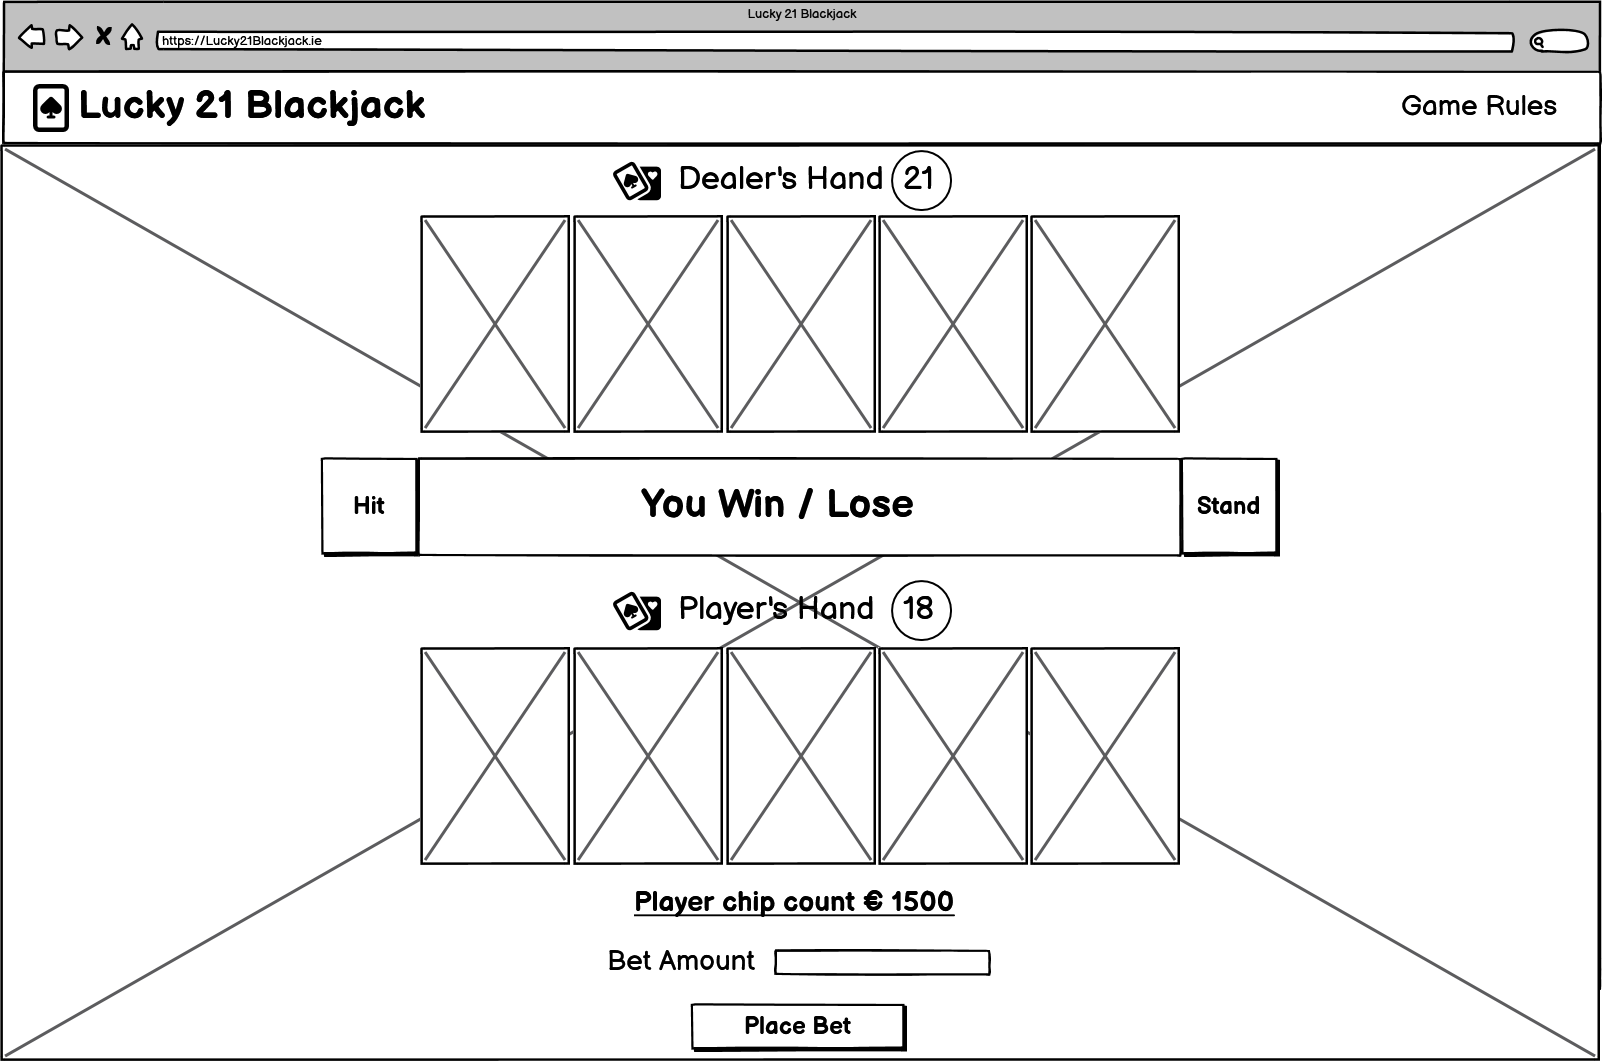 Lucky 21 Blackjack
https://Lucky21Blackjack.ie
Lucky 21 Blackjack
Game Rules
Dealer's Hand 21
Hit
You Win / Lose
Stand
Player's Hand 18
Player chip count € 1500
Bet Amount
Place Bet